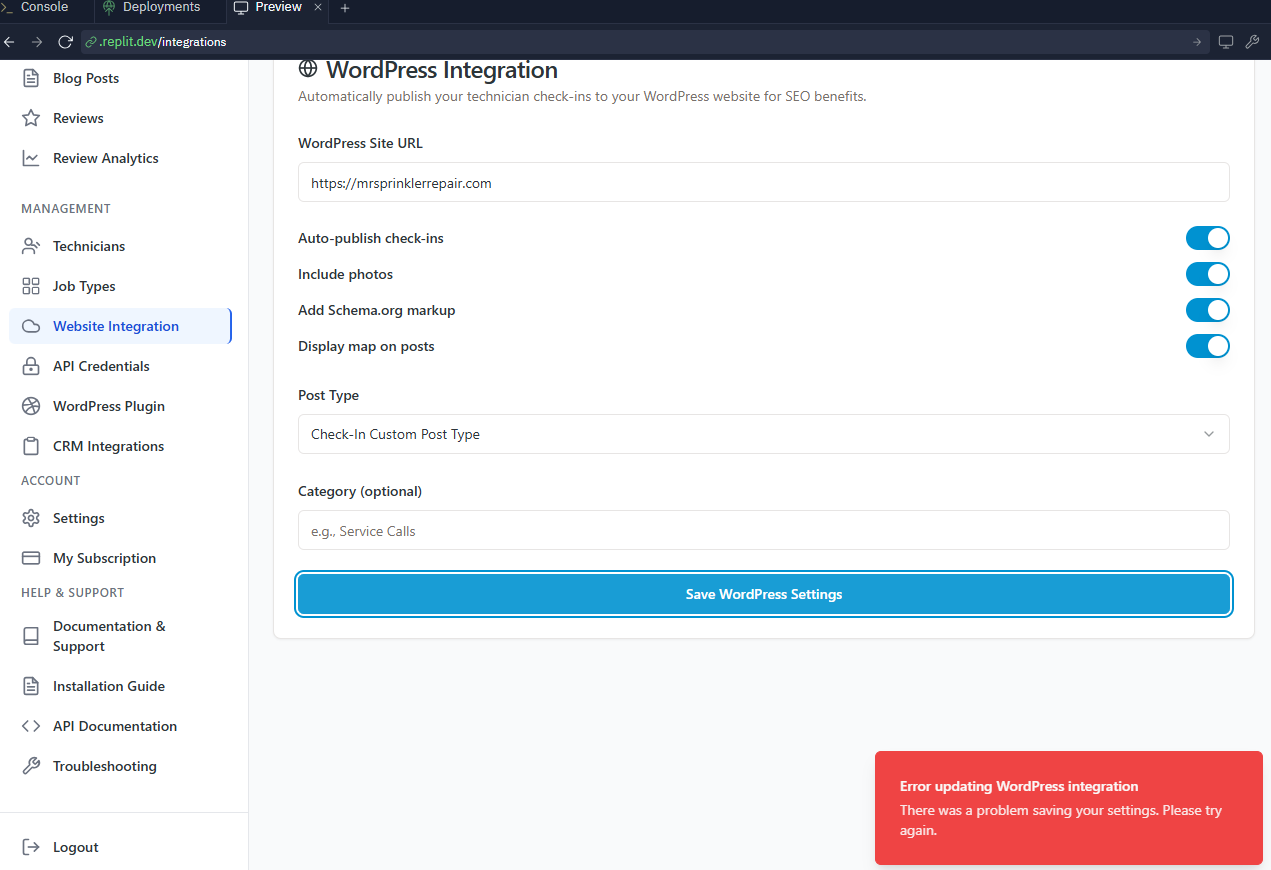 Console
Deployments
Preview
.replit.dev/integrations
Blog Posts
Reviews
Review Analytics
MANAGEMENT
Technicians
Job Types
Website Integration
API Credentials
WordPress Plugin
CRM Integrations
ACCOUNT
Settings
My Subscription
HELP & SUPPORT
Documentation &
Support
Installation Guide
API Documentation
Troubleshooting
Logout
WordPress Integration
Automatically publish your technician check-ins to your WordPress website for SEO benefits.
WordPress Site URL
https://mrsprinklerrepair.com
Auto-publish check-ins
Include photos
Add Schema.org markup
Display map on posts
Post Type
Check-In Custom Post Type
Category (optional)
e.g., Service Calls
Save WordPress Settings
Error updating WordPress integration
There was a problem saving your settings. Please try
again.